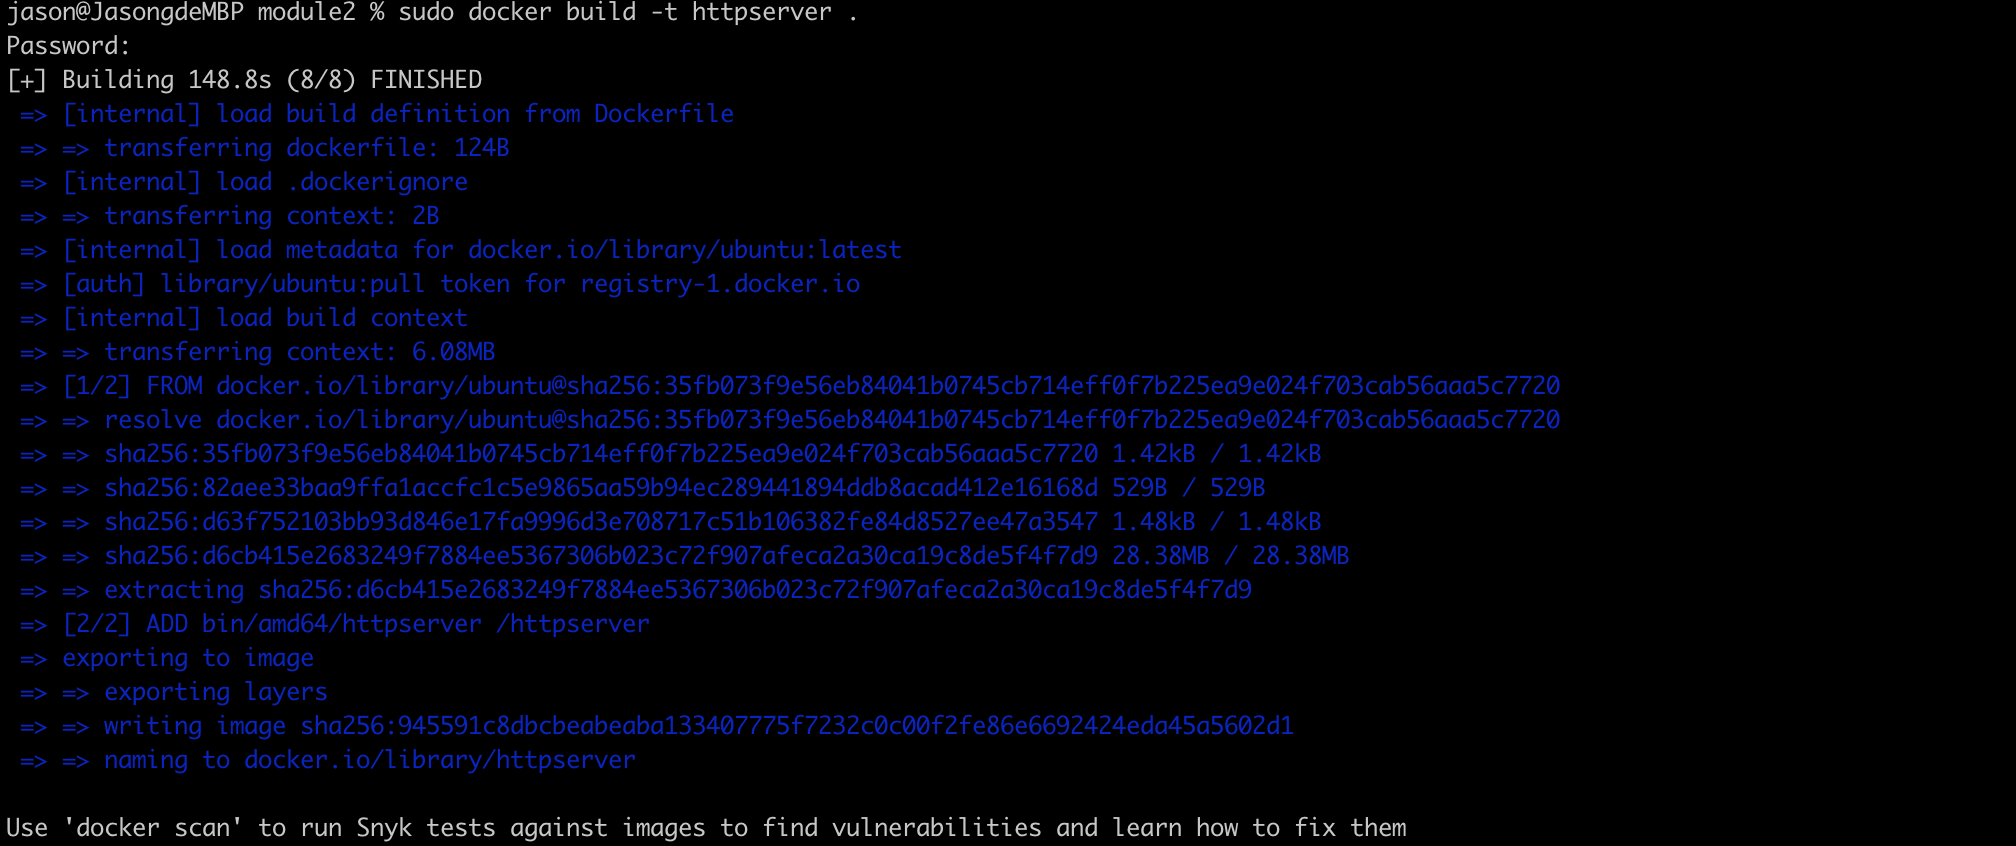 jason@JasongdeMBP module2 % sudo docker build -t httpserver .
Password:
[+] Building 148.8s (8/8) FINISHED
=> [internal] load build definition from Dockerfile
=> => transferring dockerfile: 124B
=> [internal] load .dockerignore
=> => transferring context: 2B
=> [internal] load metadata for docker.io/library/ubuntu:latest
=> [auth] library/ubuntu:pull token for registry-1.docker.io
=> [internal] load build context
=> => transferring context: 6.08MB
=> [1/2] FROM docker.io/library/ubuntu@sha256:35fb073f9e56eb84041b0745cb714eff0f7b225ea9e024f703cab56aaa5c7720
=> => resolve docker.io/library/ubuntu@sha256:35fb073f9e56eb84041b0745cb714eff0f7b225ea9e024f703cab56aaa5c7720
=> => sha256:35fb073f9e56eb84041b0745cb714eff0f7b225ea9e024f703cab56aaa5c7720 1.42kB / 1.42kB
=> => sha256:82aee33baa9ffa1accfc1c5e9865aa59b94ec289441894ddb8acad412e16168d 529B / 529B
=> => sha256:d63f752103bb93d846e17fa9996d3e708717c51b106382fe84d8527ee47a3547 1.48kB / 1.48kB
=> => sha256:d6cb415e2683249f7884ee5367306b023c72f907afeca2a30ca19c8de5f4f7d9 28.38MB / 28.38MB
=> => extracting sha256:d6cb415e2683249f7884ee5367306b023c72f907afeca2a30ca19c8de5f4f7d9
=> [2/2] ADD bin/amd64/httpserver /httpserver
=> exporting to image
=> => exporting layers
=> => writing image sha256:945591c8dbcbeabeaba133407775f7232c0c00f2fe86e6692424eda45a5602d1
=> => naming to docker.io/library/httpserver
Use 'docker scan' to run Snyk tests against images to find vulnerabilities and learn how to fix them